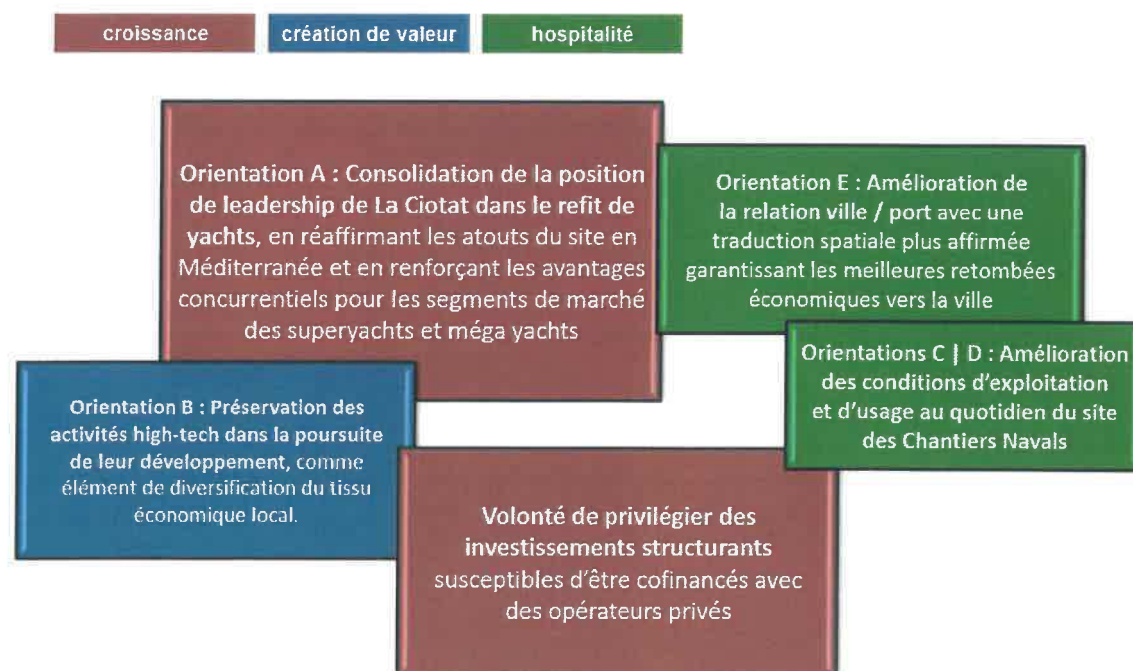 croissance
création de valeur
hospitalité
Orientation A : Consolidation de la position
de leadership de La Ciotat dans le refit de
yachts, en réaffirmant les atouts du site en
Méditerranée et en renforçant les avantages
concurrentiels pour les segments de marché
des superyachts et méga yachts
Orientation E : Amélioration de
la relation ville / port avec une
traduction spatiale plus affirmée
garantissant les meilleures retombées
économiques vers la ville
Orientations C | D : Amélioration
des conditions d'exploitation
et d'usage au quotidien du site
des Chantiers Navals
Orientation B : Préservation des
activités high-tech dans la poursuite
de leur développement, comme
élément de diversification du tissu
économique local.
Volonté de privilégier des
investissements structurants
susceptibles d'être cofinancés avec
des opérateurs privés